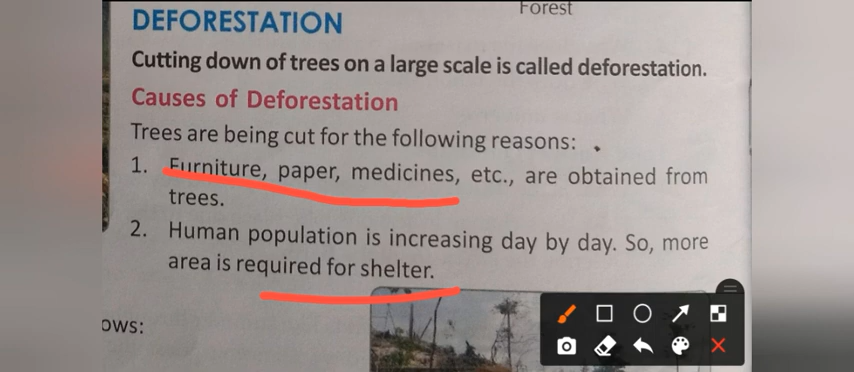 Forest
DEFORESTATION
Cutting down of trees on a large scale is called deforestation.
Causes of Deforestation
Trees are being cut for the following reasons:
1. Furniture, paper, medicines, etc., are obtained from
trees.
2. Human population is increasing day by day. So, more
area is required for shelter.
ows: